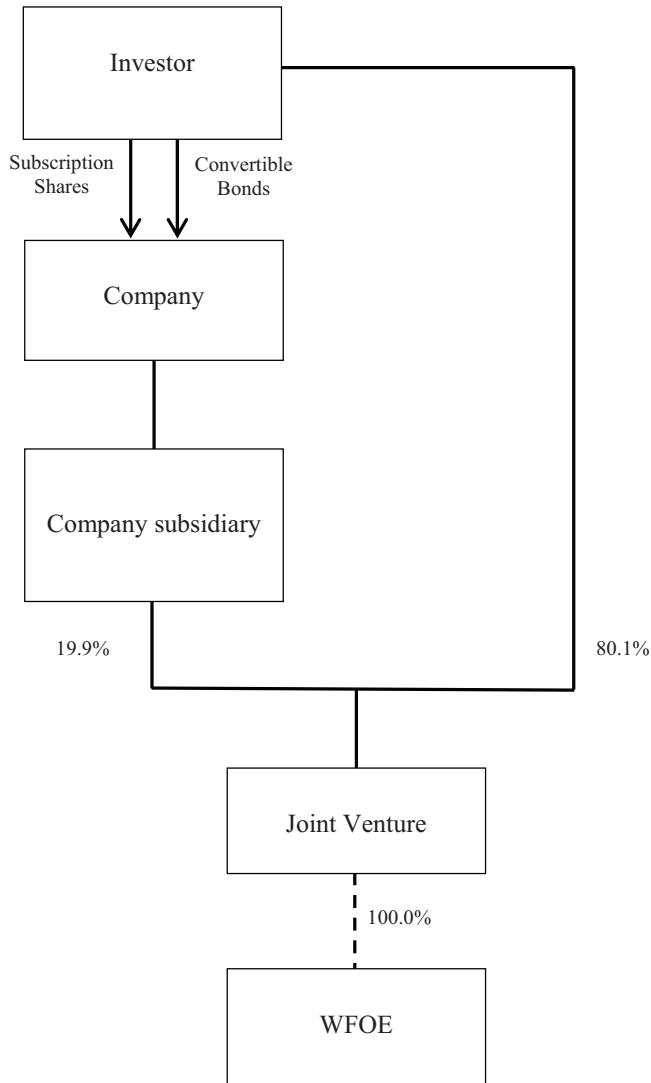 Investor
Subscription
Shares
Convertible
Bonds
Company
Company subsidiary
19.9%
80.1%
Joint Venture
100.0%
WFOE